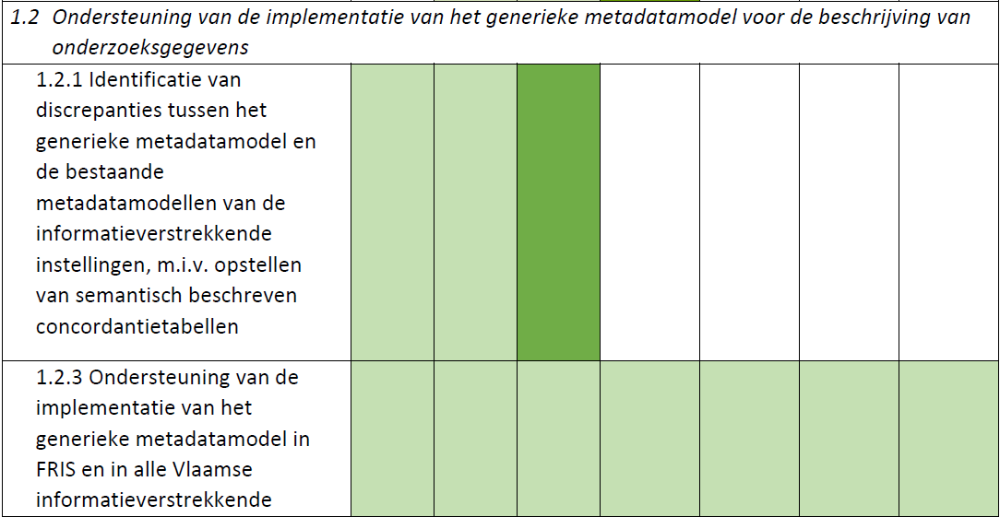 1.2 Ondersteuning van de implementatie van het generieke metadatamodel voor de beschrijving van
onderzoeksgegevens
1.2.1 Identificatie van
discrepanties tussen het
generieke metadatamodel en
de bestaande
metadatamodellen van de
informatieverstrekkende
instellingen, m.i.v. opstellen
van semantisch beschreven
concordantietabellen
1.2.3 Ondersteuning van de
implementatie van het
generieke metadatamodel in
FRIS en in alle Vlaamse
informatieverstrekkende